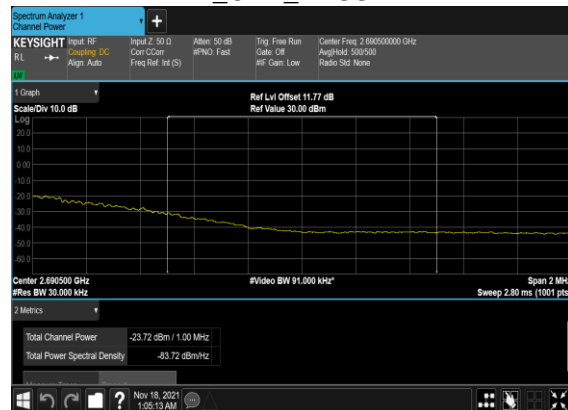 Spectrum Analyzer 1
Channel Power
+
KEYSIGHT
RL
LV
Input: RF
Coupling: DC
Align: Auto
Input Z: 50 Ω
Corr CCorr
Freq Ref: Int (S)
Atten: 50 dB
#PNO: Fast
Trig: Free Run
Gate: Off
#IF Gain: Low
Center Freq: 2.690500000 GHz
Avg|Hold: 500/500
Radio Std: None
1 Graph
Ref Lvl Offset 11.77 dB
Scale/Div 10.0 dB
Ref Value 30.00 dBm
Log
20.0
10.0
0.00
-10.0
-20.0
-30.0
-40.0
-50.0
-60.0
Center 2.690500 GHz
#Video BW 91.000 kHz*
Span 2 MHz
#Res BW 30.000 kHz
Sweep 2.80 ms (1001 pts
2 Metrics
Total Channel Power -23.72 dBm / 1.00 MHz
Total Power Spectral Density -83.72 dBm/Hz
?
Nov 18, 2021
1:05:13 AM